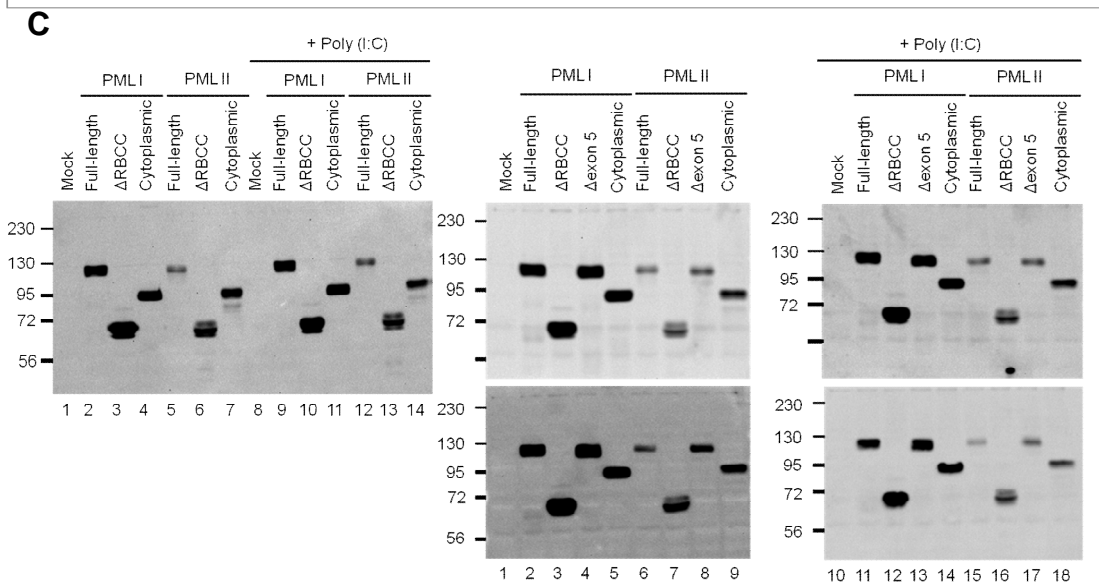 C
+ Poly (I:C)
PML I PML II PML I PML II
Mock Full-length ΔRBCC Cytoplasmic Full-length ΔRBCC Cytoplasmic Mock Full-length ΔRBCC Cytoplasmic Full-length ΔRBCC Cytoplasmic
230
130
95
72
56
1 2 3 4 5 6 7 8 9 10 11 12 13 14
PML I PML II
Mock Full-length ΔRBCC Δexon 5 Cytoplasmic Full-length ΔRBCC Δexon 5 Cytoplasmic
230
130
95
72
230
130
95
72
56
1 2 3 4 5 6 7 8 9
+ Poly (I:C)
PML I PML II
Mock Full-length ΔRBCC Δexon 5 Cytoplasmic Full-length ΔRBCC Δexon 5 Cytoplasmic
230
130
95
72
230
130
95
72
56
10 11 12 13 14 15 16 17 18